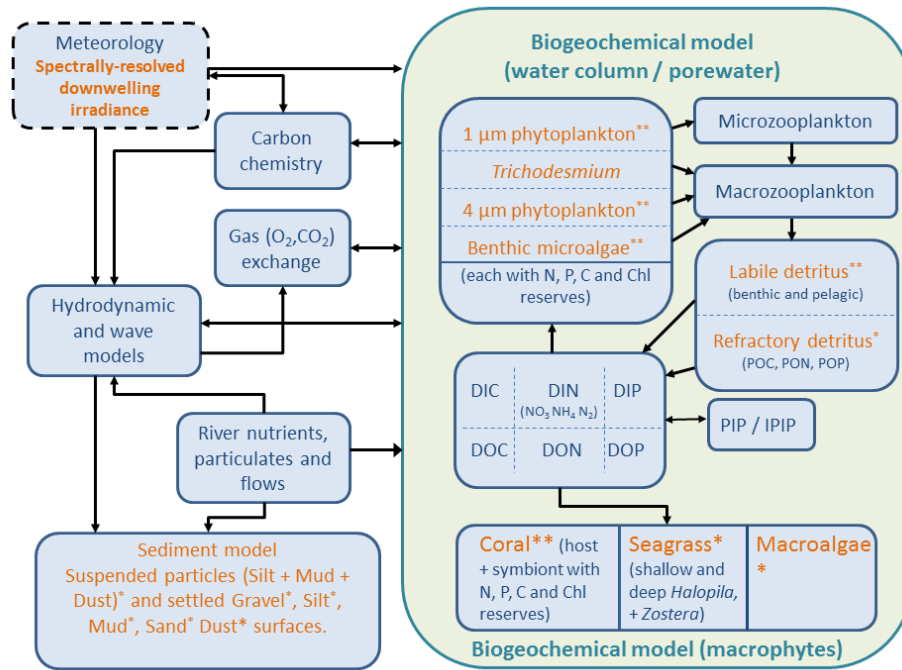 Meteorology
Spectrally-resolved
downwelling
irradiance
Carbon
chemistry
Gas (O₂,CO₂)
exchange
Hydrodynamic
and wave
models
River nutrients,
particulates and
flows
Sediment model
Suspended particles (Silt + Mud +
Dust)* and settled Gravel*, Silt*,
Mud*, Sand* Dust* surfaces.
Biogeochemical model
(water column / porewater)
1 µm phytoplankton**
Trichodesmium
4 µm phytoplankton**
Benthic microalgae**
(each with N, P, C and Chl
reserves)
Microzooplankton
Macrozooplankton
Labile detritus**
(benthic and pelagic)
Refractory detritus*
(POC, PON, POP)
DIC DIN DIP
(NO₃ NH₄ N₂)
DOC DON DOP
PIP / IPIP
Coral** (host
+ symbiont with
N, P, C and Chl
reserves)
Seagrass*
(shallow and
deep Halopila,
+ Zostera)
Macroalgae
*
Biogeochemical model (macrophytes)